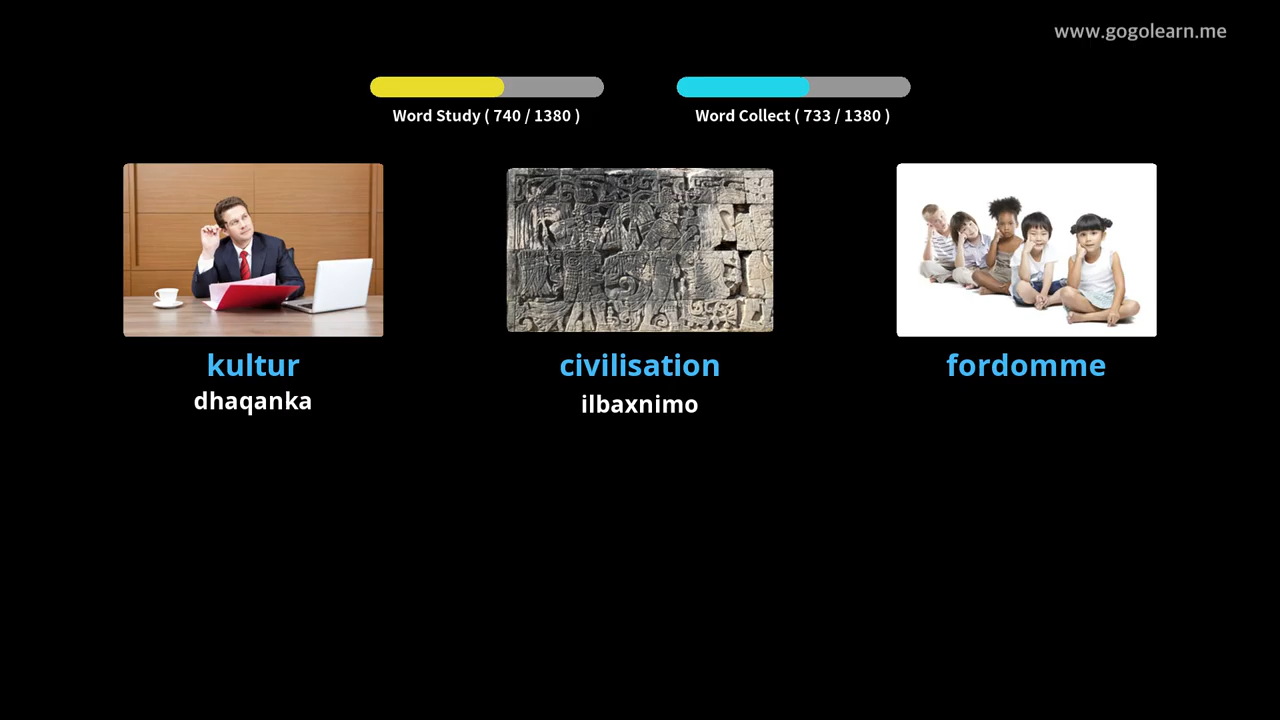 www.gogolearn.me
Word Study ( 740 / 1380 )
Word Collect ( 733 / 1380 )
kultur
civilisation
fordomme
dhaqanka
ilbaxnimo